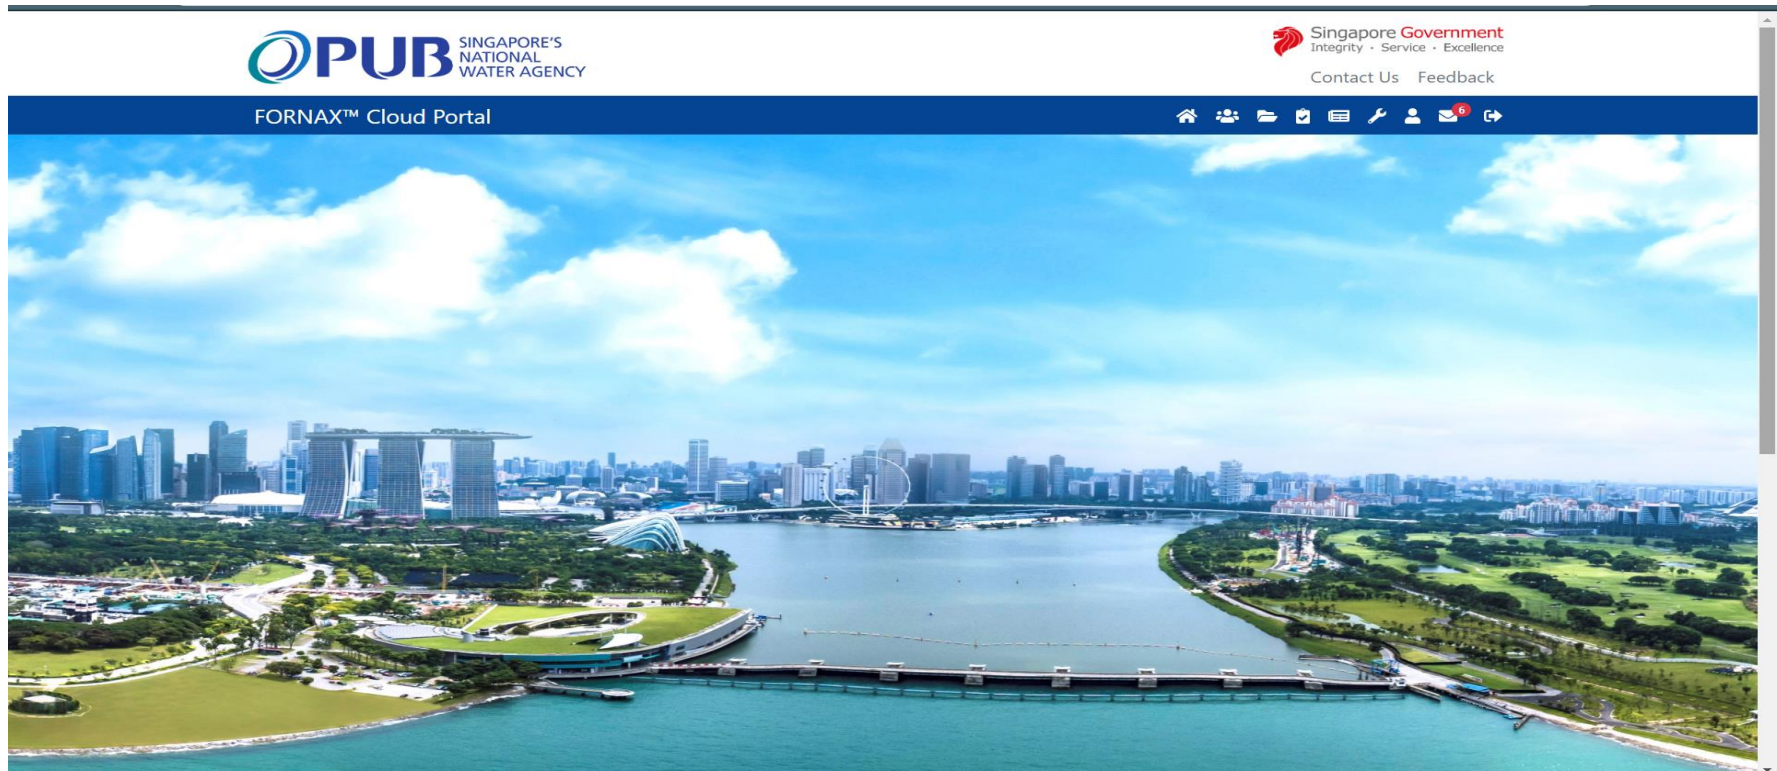 PUB
SINGAPORE'S
NATIONAL
WATER AGENCY
Singapore Government
Integrity · Service · Excellence
Contact Us Feedback
FORNAX™ Cloud Portal
6